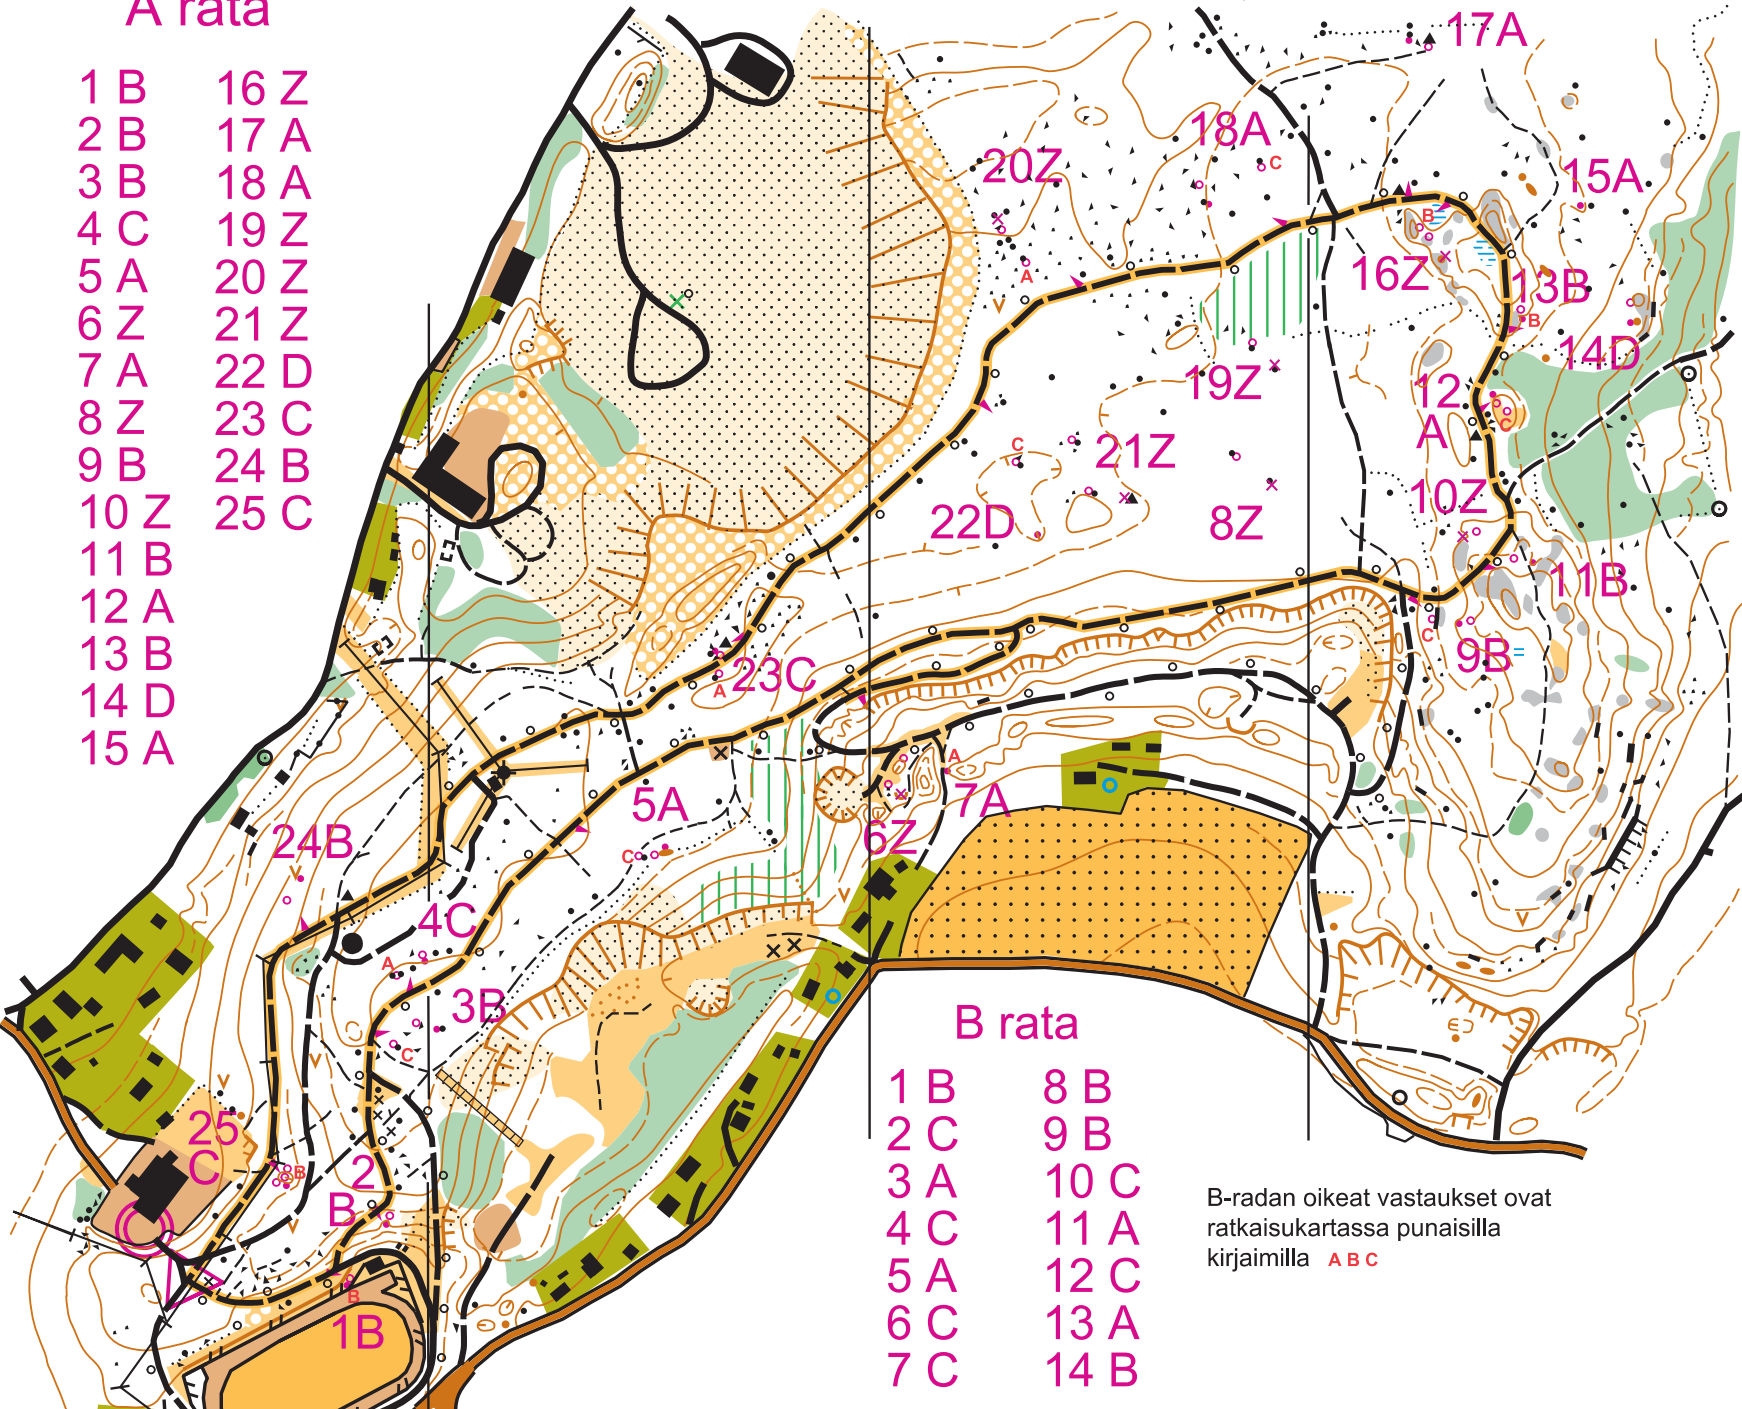 A rata
1 B
2 B
3 B
4 C
5 A
6 Z
7 A
8 Z
9 B
10 Z
11 B
12 A
13 B
14 D
15 A
16 Z
17 A
18 A
19 Z
20 Z
21 Z
22 D
23 C
24 B
25 C
17A
18A
C
20Z
15A
A
B
16Z
13B
B
14D
19Z
12
A
C
C
21Z
22D
8Z
10Z
11B
C
9B
23C
A
5A
C
A
7A
6Z
24B
4C
A
3B
C
25
C
B
2
B
B
1B
B rata
1 B
2 C
3 A
4 C
5 A
6 C
7 C
8 B
9 B
10 C
11 A
12 C
13 A
14 B
B-radan oikeat vastaukset ovat
ratkaisukartassa punaisilla
kirjaimilla A B C